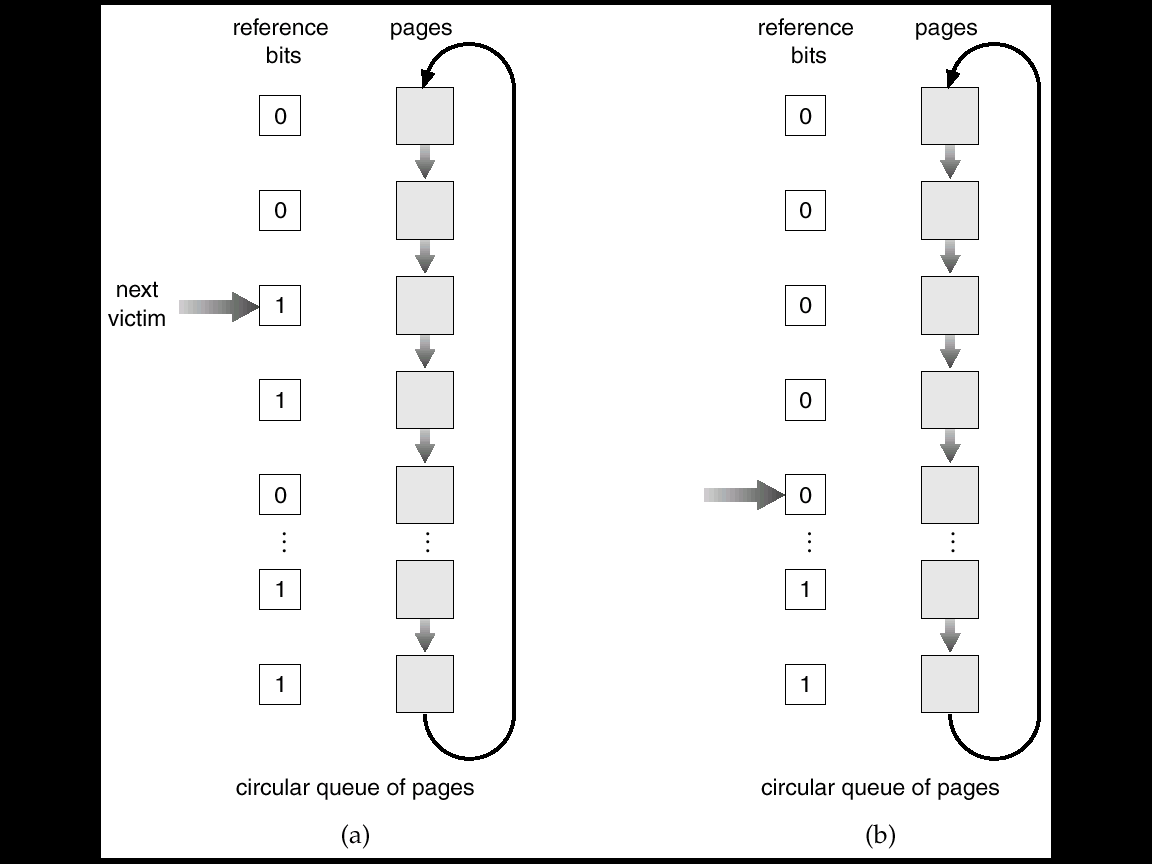 reference bits
pages
0
0
next victim
1
1
0
⋮ ⋮
1
1
circular queue of pages
(a)
reference bits
pages
0
0
0
0
0
⋮ ⋮
1
1
circular queue of pages
(b)